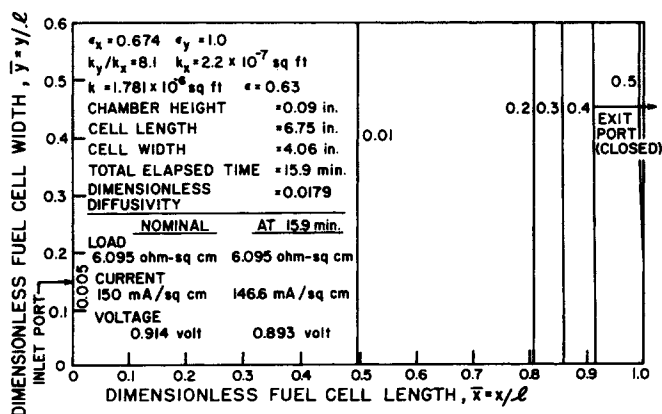 DIMENSIONLESS FUEL CELL WIDTH, ȳ = y/ℓ
INLET PORT
0.6
0.5
0.4
0.3
0.2
0.1
0
ϵx = 0.674 ϵy = 1.0
ky/kx = 8.1 kx = 2.2 × 10⁻⁷ sq ft
k = 1.781 × 10⁻⁶ sq ft ϵ = 0.63
CHAMBER HEIGHT = 0.09 in.
CELL LENGTH = 6.75 in.
CELL WIDTH = 4.06 in.
TOTAL ELAPSED TIME = 15.9 min.
DIMENSIONLESS = 0.0179
DIFFUSIVITY
NOMINAL AT 15.9 min.
LOAD
6.095 ohm-sq cm 6.095 ohm-sq cm
CURRENT
150 mA/sq cm 146.6 mA/sq cm
VOLTAGE
0.914 volt 0.893 volt
0.005
0.01
0.2
0.3
0.4
0.5
EXIT
PORT
(CLOSED)
0 0.1 0.2 0.3 0.4 0.5 0.6 0.7 0.8 0.9 1.0
DIMENSIONLESS FUEL CELL LENGTH, x̄ = x/ℓ